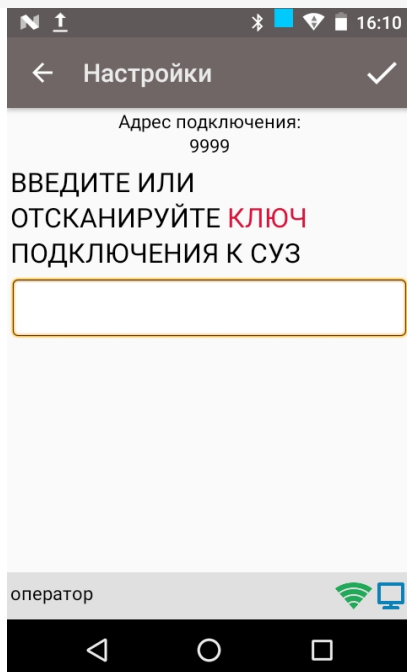 16:10
Настройки
Адрес подключения:
9999
ВВЕДИТЕ ИЛИ
ОТСКАНИРУЙТЕ КЛЮЧ
ПОДКЛЮЧЕНИЯ К СУЗ
оператор